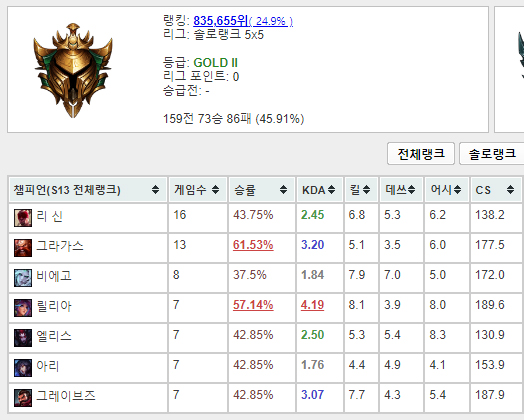 랭킹: 835,655위( 24.9% )
리그: 솔로랭크 5x5
등급: GOLD II
리그 포인트: 0
승급전: -
159전 73승 86패 (45.91%)
전체랭크 솔로랭크
챔피언(S13 전체랭크) 게임수 승률 KDA 킬 데쓰 어시 CS
리 신 16 43.75% 2.45 6.8 5.3 6.2 138.2
그라가스 13 61.53% 3.20 5.1 3.5 6.0 177.5
비에고 8 37.5% 1.84 7.9 7.0 5.0 172.0
릴리아 7 57.14% 4.19 8.1 3.9 8.0 189.6
엘리스 7 42.85% 2.50 5.3 5.4 8.3 130.9
아리 7 42.85% 1.76 4.4 4.9 4.1 153.9
그레이브즈 7 42.85% 3.07 7.7 4.3 5.4 187.9